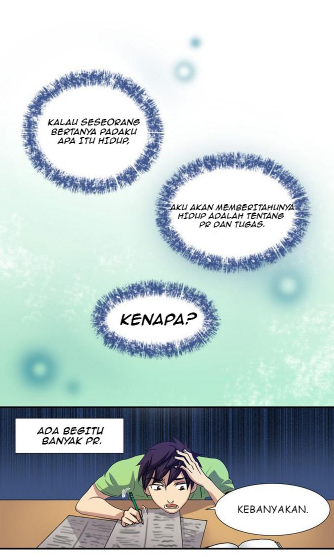 KALAU SESEORANG
BERTANYA PADAKU
APA ITU HIDUP,
AKU AKAN MEMBERITAHUNYA
HIDUP ADALAH TENTANG
PR DAN TUGAS.
KENAPA?
ADA BEGITU
BANYAK PR.
KEBANYAKAN.